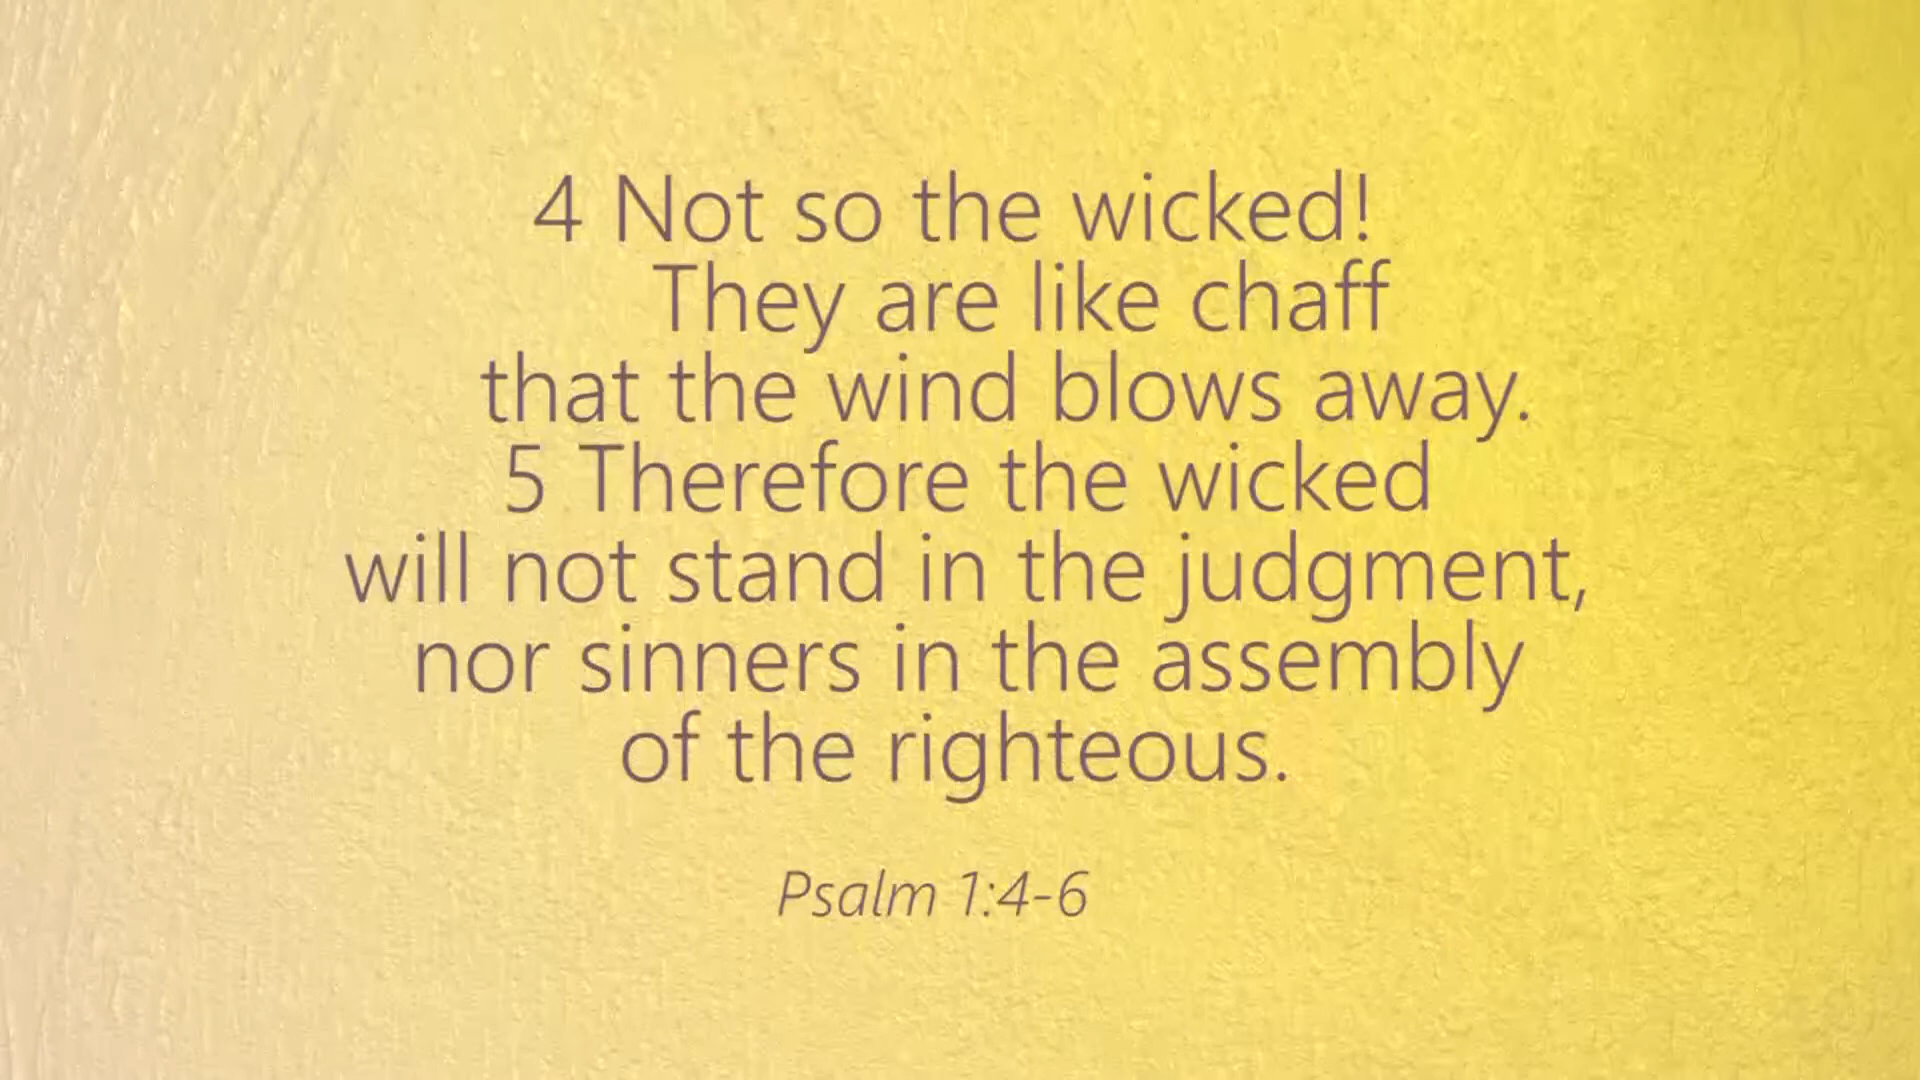 4 Not so the wicked!
They are like chaff
that the wind blows away.
5 Therefore the wicked
will not stand in the judgment,
nor sinners in the assembly
of the righteous.
Psalm 1:4-6